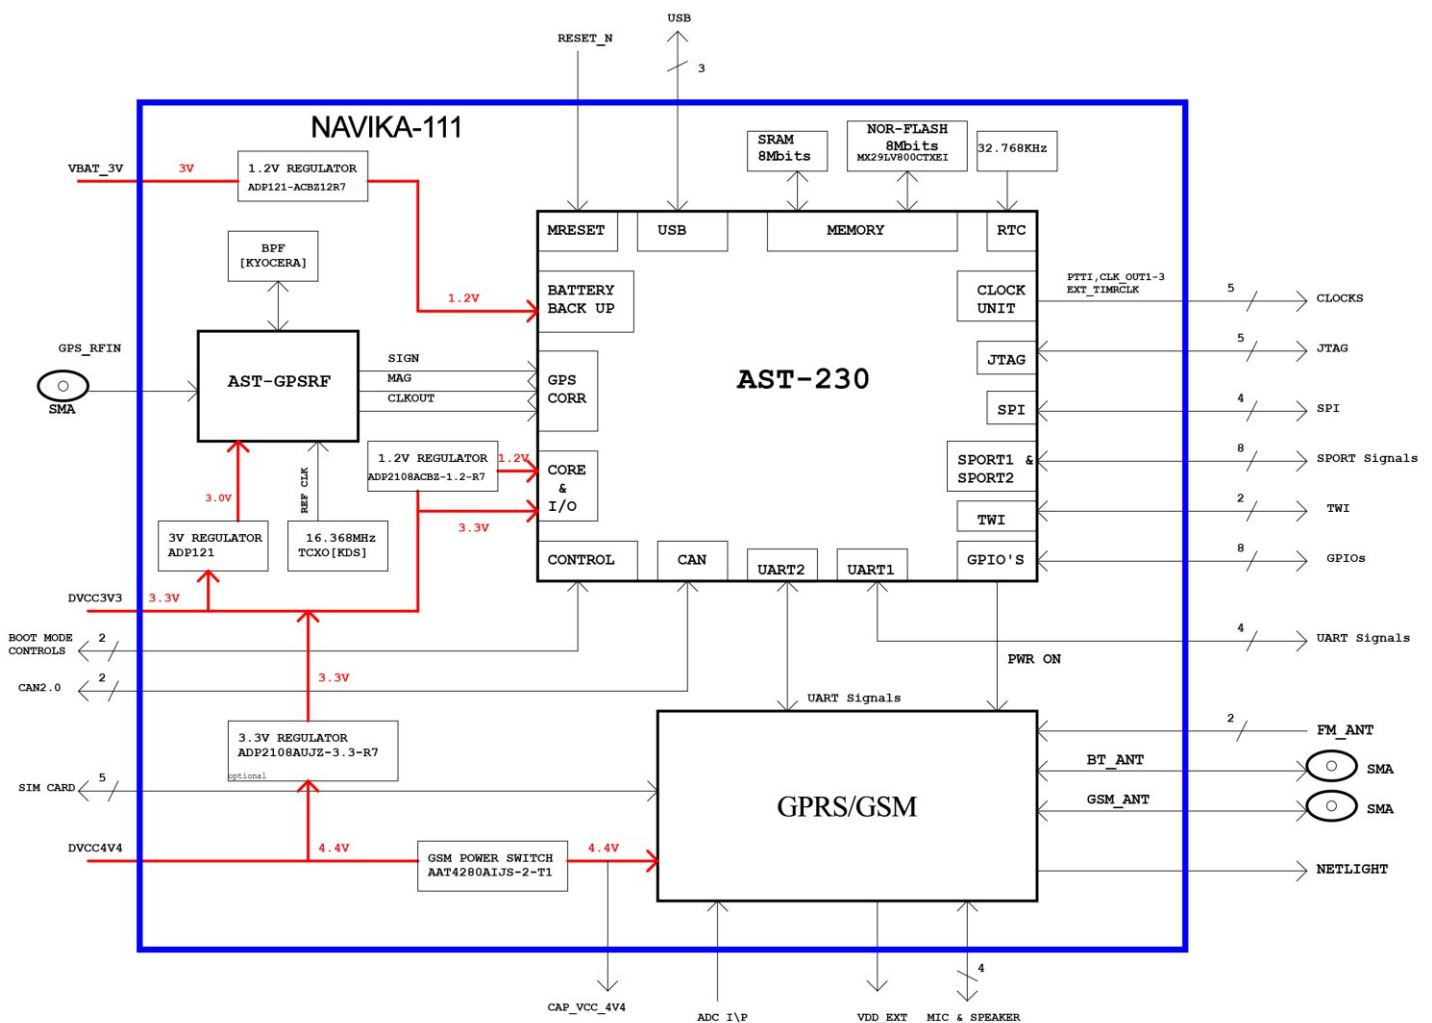 USB
RESET_N
3
NAVIKA-111
SRAM
8Mbits
NOR-FLASH
8Mbits
MX29LV800CTXEI
32.768KHz
VBAT_3V
3V
1.2V REGULATOR
ADP121-ACBZ12R7
MRESET
USB
MEMORY
RTC
BPF
[KYOCERA]
BATTERY
BACK UP
1.2V
CLOCK
UNIT
PTTI,CLK_OUT1-3
EXT_TIMRCLK
5
CLOCKS
GPS_RFIN
SMA
AST-GPSRF
SIGN
MAG
CLKOUT
GPS
CORR
AST-230
JTAG
5
JTAG
SPI
4
SPI
1.2V REGULATOR
ADP2108ACBZ-1.2-R7
1.2V
CORE
&
I/O
3.3V
SPORT1 &
SPORT2
8
SPORT Signals
3.0V
REF CLK
TWI
2
TWI
3V REGULATOR
ADP121
16.368MHz
TCXO[KDS]
CONTROL
CAN
UART2
UART1
GPIO'S
8
GPIOs
DVCC3V3
3.3V
BOOT MODE
CONTROLS
2
4
UART Signals
PWR ON
CAN2.0
2
3.3V
UART Signals
3.3V REGULATOR
ADP2108AUJZ-3.3-R7
optional
2
FM_ANT
BT_ANT
SMA
SIM CARD
5
GPRS/GSM
GSM_ANT
SMA
DVCC4V4
4.4V
GSM POWER SWITCH
AAT4280AIJS-2-T1
4.4V
NETLIGHT
4
CAP_VCC_4V4
ADC I\P
VDD_EXT
MIC & SPEAKER